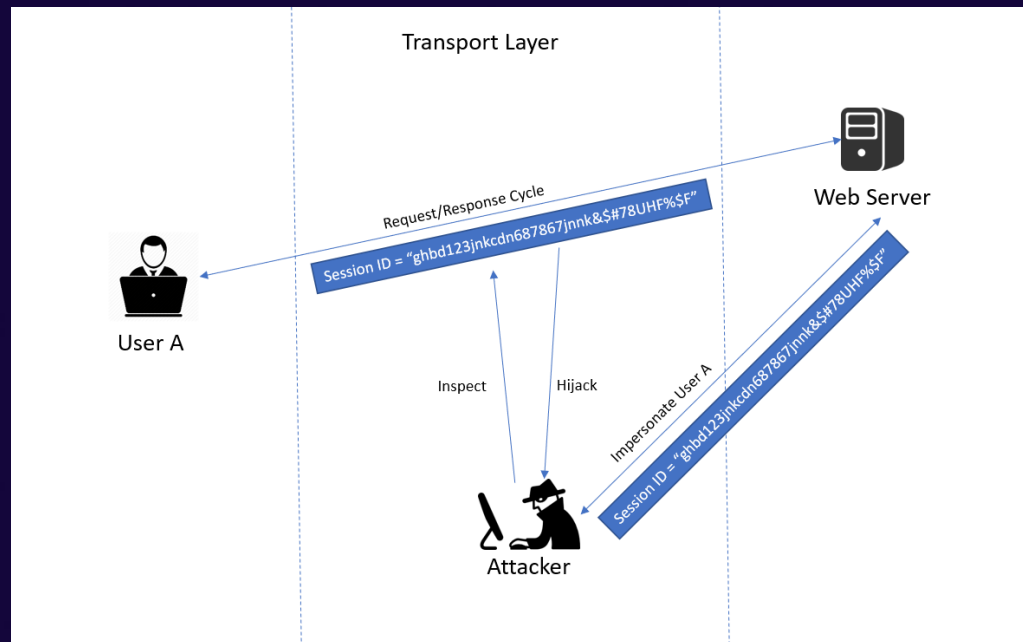 Transport Layer
Request/Response Cycle
Session ID = “ghbd123jnkcdn687867jnnk&$#78UHF%$F”
Web Server
User A
Inspect
Hijack
Impersonate User A
Session ID = “ghbd123jnkcdn687867jnnk&$#78UHF%$F”
Attacker